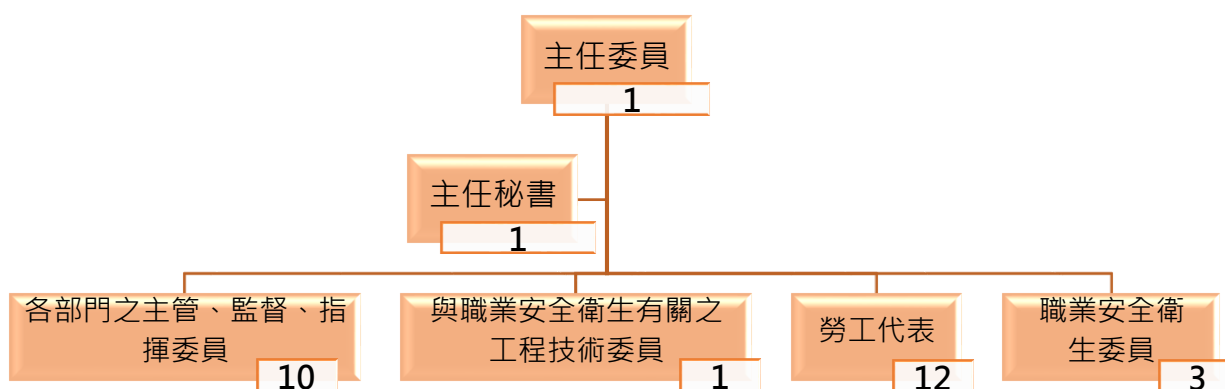 主任委員
1
主任秘書
1
各部門之主管、監督、指
揮委員
10
與職業安全衛生有關之
工程技術委員
1
勞工代表
12
職業安全衛
生委員
3